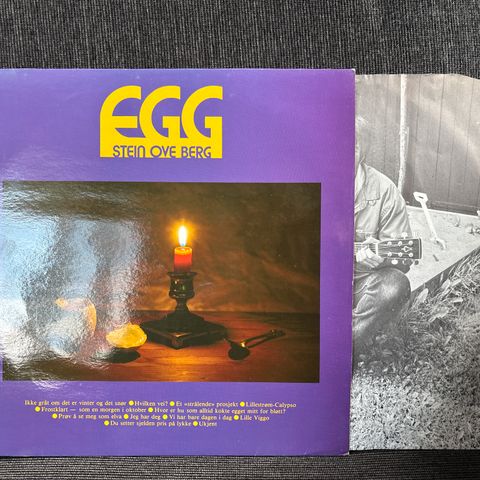 EGG
STEIN OVE BERG
Ikke gråt om det er vinter og det snør ● Hvilken vei? ● Et «strålende» prosjekt ● Lillestrøm-Calypso
● Frostklart — som en morgen i oktober ● Hvor er hu som alltid kokte egget mitt for bløtt?
● Prøv å se meg som elva ● Jeg har deg ● Vi har bare dagen i dag ● Lille Viggo
● Du setter sjelden pris på lykke ● Ukjent